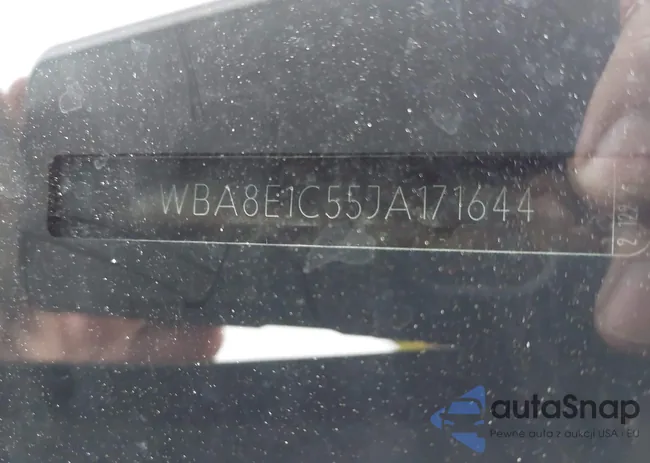 WBA8E1C55JA171644
autaSnap
Pewne auta z aukcji USA i EU